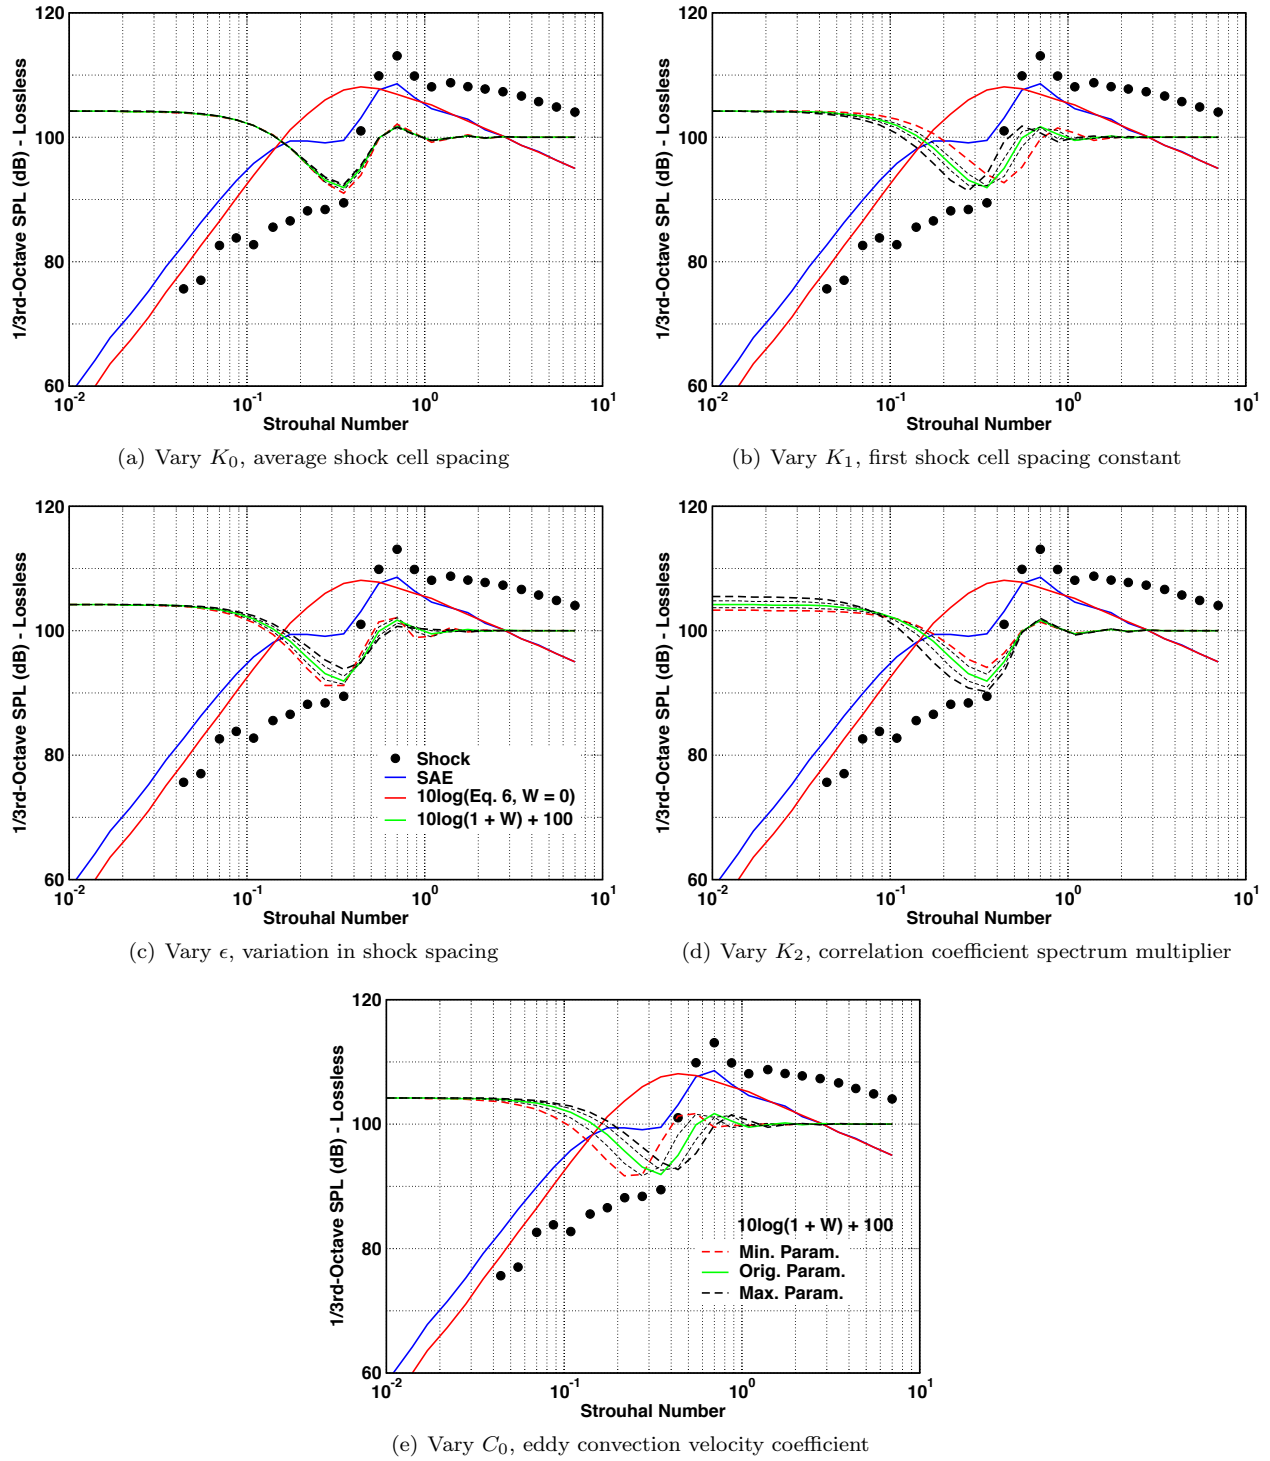 120
100
80
60
1/3rd-Octave SPL (dB) - Lossless
10-2
10-1
100
101
Strouhal Number
(a) Vary K0, average shock cell spacing
120
100
80
60
1/3rd-Octave SPL (dB) - Lossless
10-2
10-1
100
101
Strouhal Number
(b) Vary K1, first shock cell spacing constant
120
100
80
60
1/3rd-Octave SPL (dB) - Lossless
Shock
SAE
10log(Eq. 6, W = 0)
10log(1 + W) + 100
10-2
10-1
100
101
Strouhal Number
(c) Vary ϵ, variation in shock spacing
120
100
80
60
1/3rd-Octave SPL (dB) - Lossless
10-2
10-1
100
101
Strouhal Number
(d) Vary K2, correlation coefficient spectrum multiplier
120
100
80
60
1/3rd-Octave SPL (dB) - Lossless
10log(1 + W) + 100
Min. Param.
Orig. Param.
Max. Param.
10-2
10-1
100
101
Strouhal Number
(e) Vary C0, eddy convection velocity coefficient